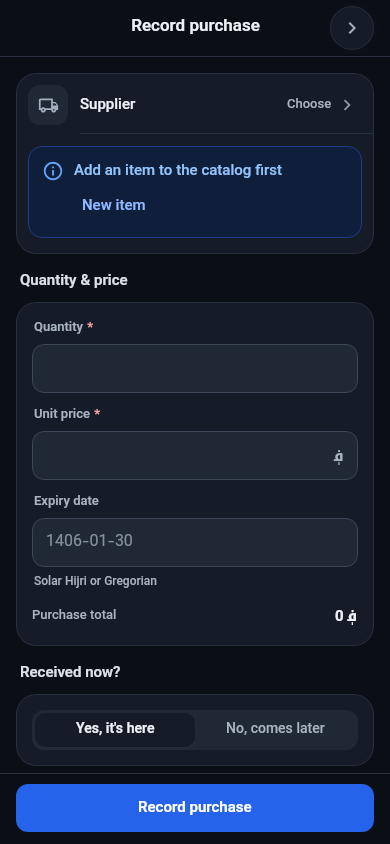 Record purchase
Supplier
Choose
Add an item to the catalog first
New item
Quantity & price
Quantity *
Unit price *
؋
Expiry date
1406-01-30
Solar Hijri or Gregorian
Purchase total
0 ؋
Received now?
Yes, it's here
No, comes later
Record purchase